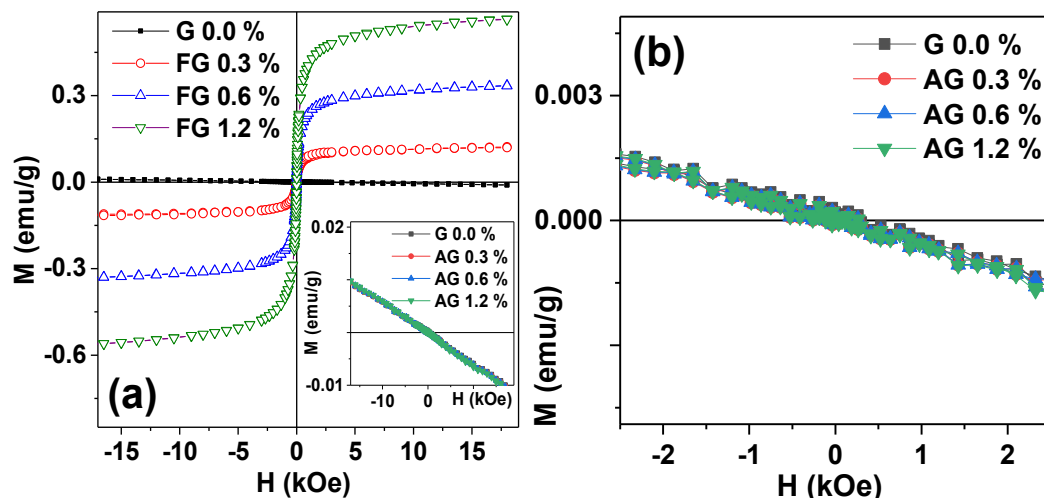 G 0.0 %
FG 0.3 %
FG 0.6 %
FG 1.2 %
0.3
0.0
-0.3
-0.6
M (emu/g)
(a)
-15 -10 -5 0 5 10 15
H (kOe)
0.02
-0.01
M (emu/g)
G 0.0 %
AG 0.3 %
AG 0.6 %
AG 1.2 %
-10 0 H (kOe)
(b)
G 0.0 %
AG 0.3 %
AG 0.6 %
AG 1.2 %
0.003
0.000
M (emu/g)
-2 -1 0 1 2
H (kOe)